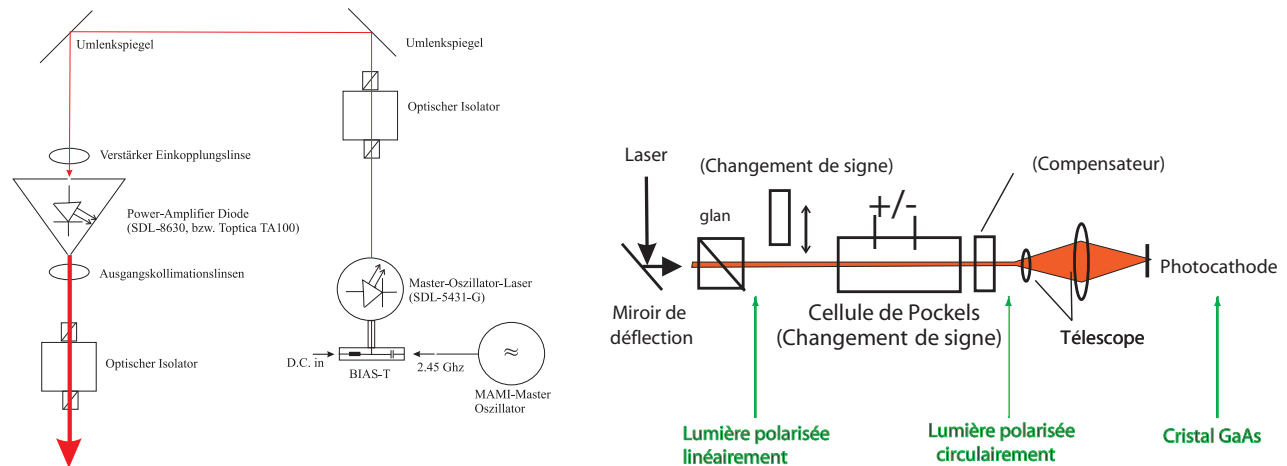 Umlenkspiegel
Umlenkspiegel
Optischer Isolator
Verstärker Einkopplungslinse
Power-Amplifier Diode
(SDL-8630, bzw. Toptica TA100)
Ausgangskollimationslinsen
Master-Oszillator-Laser
(SDL-5431-G)
Optischer Isolator
D.C. in
BIAS-T
2.45 Ghz
≈
MAMI-Master
Oszillator
Laser
(Changement de signe)
(Compensateur)
glan
+/-
Photocathode
Miroir de
déflection
Cellule de Pockels
(Changement de signe)
Télescope
Lumière polarisée
linéairement
Lumière polarisée
circulairement
Cristal GaAs